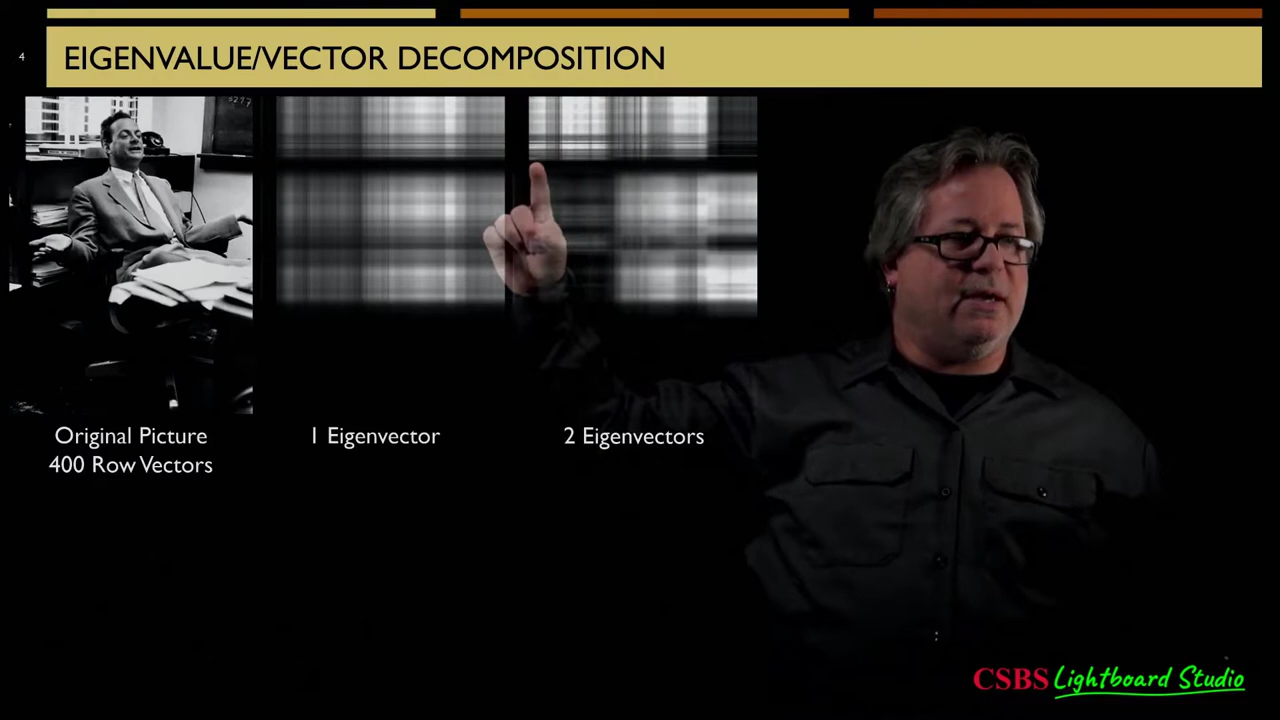 4
EIGENVALUE/VECTOR DECOMPOSITION
Original Picture
400 Row Vectors
1 Eigenvector
2 Eigenvectors
CSBS Lightboard Studio